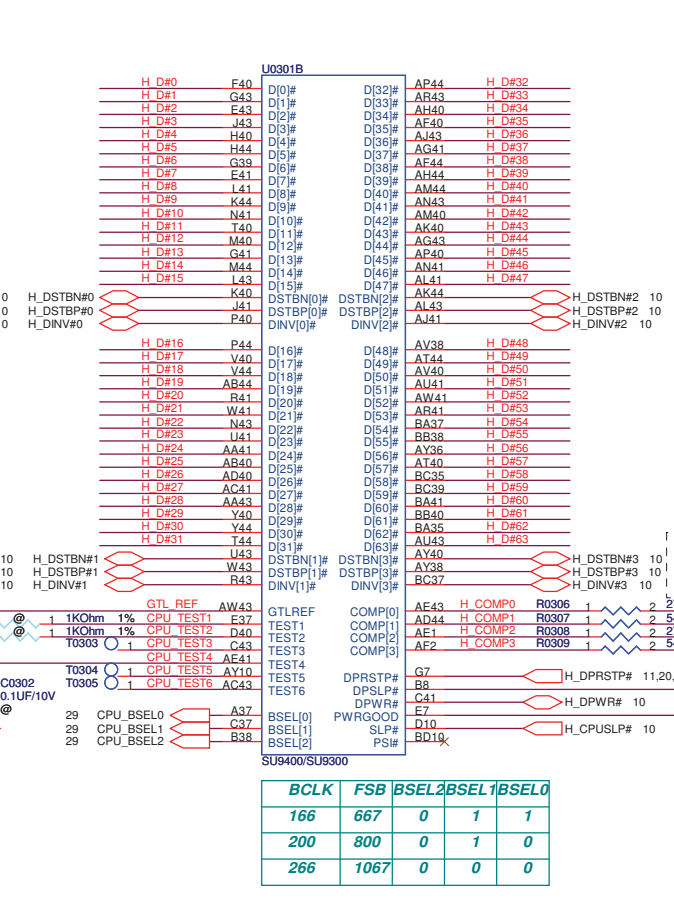 U0301B
H_D#0 F40 D[0]# D[32]# AP44 H_D#32
H_D#1 G43 D[1]# D[33]# AR43 H_D#33
H_D#2 E43 D[2]# D[34]# AH40 H_D#34
H_D#3 J43 D[3]# D[35]# AF40 H_D#35
H_D#4 H40 D[4]# D[36]# AJ43 H_D#36
H_D#5 H44 D[5]# D[37]# AG41 H_D#37
H_D#6 G39 D[6]# D[38]# AF44 H_D#38
H_D#7 E41 D[7]# D[39]# AH44 H_D#39
H_D#8 L41 D[8]# D[40]# AM44 H_D#40
H_D#9 K44 D[9]# D[41]# AN43 H_D#41
H_D#10 N41 D[10]# D[42]# AM40 H_D#42
H_D#11 T40 D[11]# D[43]# AK40 H_D#43
H_D#12 M40 D[12]# D[44]# AG43 H_D#44
H_D#13 G41 D[13]# D[45]# AP40 H_D#45
H_D#14 M44 D[14]# D[46]# AN41 H_D#46
H_D#15 L43 D[15]# D[47]# AL41 H_D#47
0 H_DSTBN#0 K40 DSTBN[0]# DSTBN[2]# AK44 H_DSTBN#2 10
0 H_DSTBP#0 J41 DSTBP[0]# DSTBP[2]# AL43 H_DSTBP#2 10
0 H_DINV#0 P40 DINV[0]# DINV[2]# AJ41 H_DINV#2 10
H_D#16 P44 D[16]# D[48]# AV38 H_D#48
H_D#17 V40 D[17]# D[49]# AT44 H_D#49
H_D#18 V44 D[18]# D[50]# AV40 H_D#50
H_D#19 AB44 D[19]# D[51]# AU41 H_D#51
H_D#20 R41 D[20]# D[52]# AW41 H_D#52
H_D#21 W41 D[21]# D[53]# AR41 H_D#53
H_D#22 N43 D[22]# D[54]# BA37 H_D#54
H_D#23 U41 D[23]# D[55]# BB38 H_D#55
H_D#24 AA41 D[24]# D[56]# AY36 H_D#56
H_D#25 AB40 D[25]# D[57]# AT40 H_D#57
H_D#26 AD40 D[26]# D[58]# BC35 H_D#58
H_D#27 AC41 D[27]# D[59]# BC39 H_D#59
H_D#28 AA43 D[28]# D[60]# BA41 H_D#60
H_D#29 Y40 D[29]# D[61]# BB40 H_D#61
H_D#30 Y44 D[30]# D[62]# BA35 H_D#62
H_D#31 T44 D[31]# D[63]# AU43 H_D#63
10 H_DSTBN#1 U43 DSTBN[1]# DSTBN[3]# AY40 H_DSTBN#3 10
10 H_DSTBP#1 W43 DSTBP[1]# DSTBP[3]# AY38 H_DSTBP#3 10
10 H_DINV#1 R43 DINV[1]# DINV[3]# BC37 H_DINV#3 10
GTL_REF AW43 GTLREF COMP[0] AE43 H_COMP0 R0306 1 2
@ 1 1KOhm 1% CPU_TEST1 E37 TEST1 COMP[1] AD44 H_COMP1 R0307 1 2
@ 1 1KOhm 1% CPU_TEST2 D40 TEST2 COMP[2] AE1 H_COMP2 R0308 1 2
T0303 1 CPU_TEST3 C43 TEST3 COMP[3] AF2 H_COMP3 R0309 1 2
CPU_TEST4 AE41 TEST4
T0304 1 CPU_TEST5 AY10 TEST5 DPRSTP# G7 H_DPRSTP# 11,20,
T0305 1 CPU_TEST6 AC43 TEST6 DPSLP# B8
C0302
0.1UF/10V
@
DPWR# C41 H_DPWR# 10
29 CPU_BSEL0 A37 BSEL[0] PWRGOOD E7
29 CPU_BSEL1 C37 BSEL[1] SLP# D10 H_CPUSLP# 10
29 CPU_BSEL2 B38 BSEL[2] PSI# BD10
SU9400/SU9300
BCLK FSB BSEL2 BSEL1 BSEL0
166 667 0 1 1
200 800 0 1 0
266 1067 0 0 0